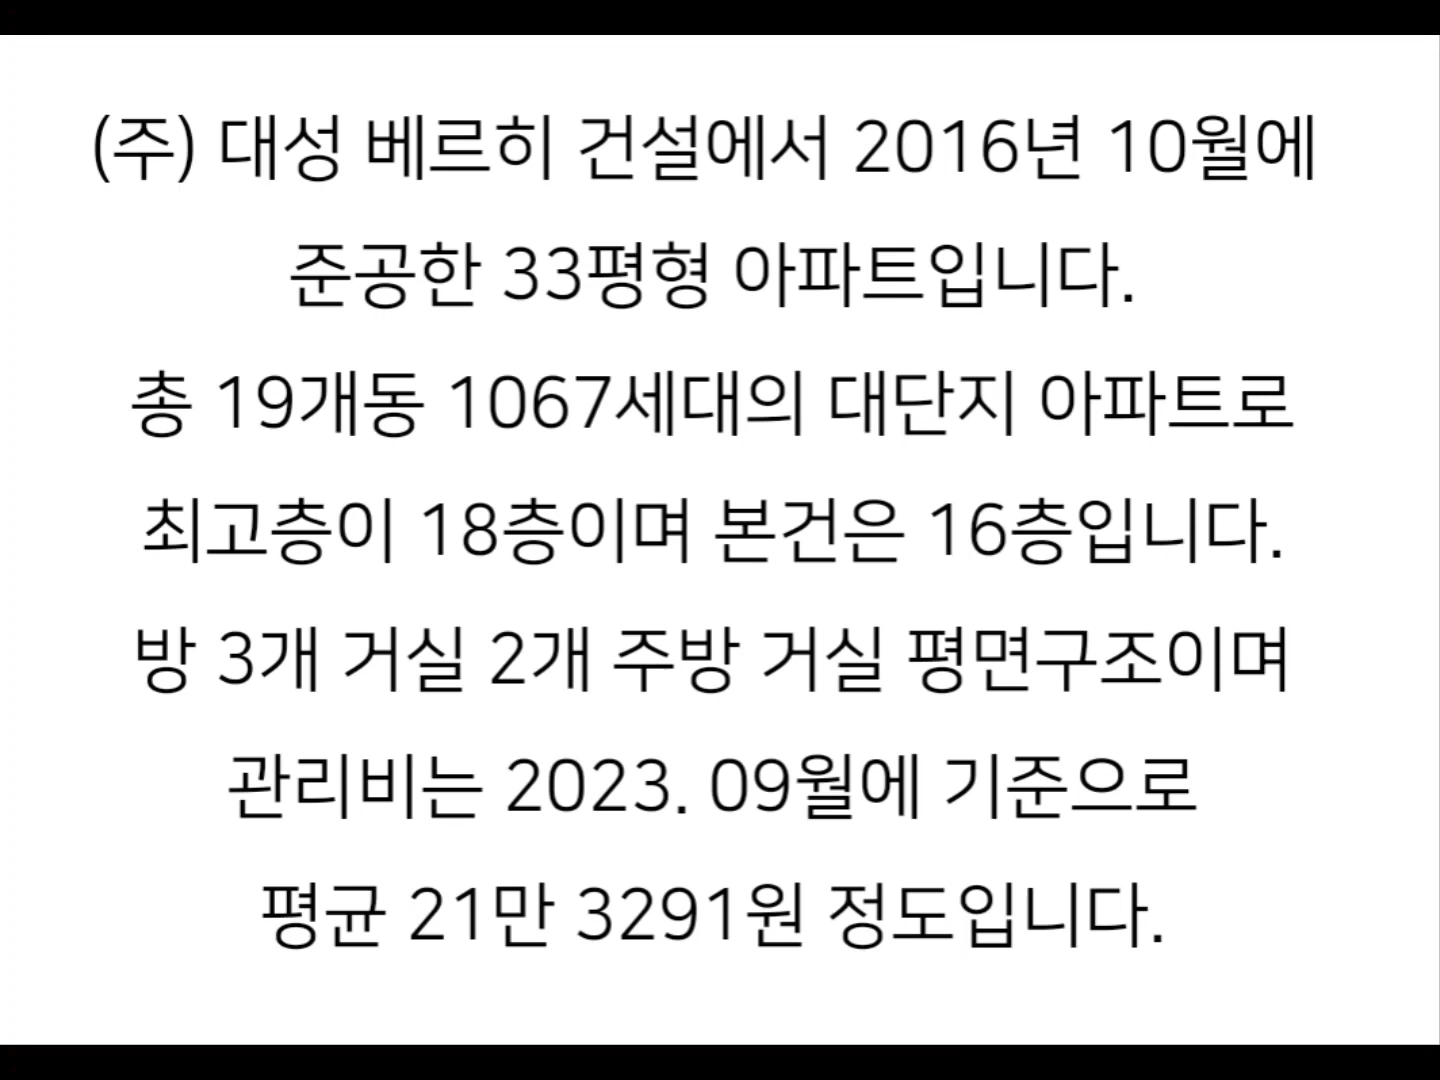 (주) 대성 베르히 건설에서 2016년 10월에
준공한 33평형 아파트입니다.
총 19개동 1067세대의 대단지 아파트로
최고층이 18층이며 본건은 16층입니다.
방 3개 거실 2개 주방 거실 평면구조이며
관리비는 2023. 09월에 기준으로
평균 21만 3291원 정도입니다.